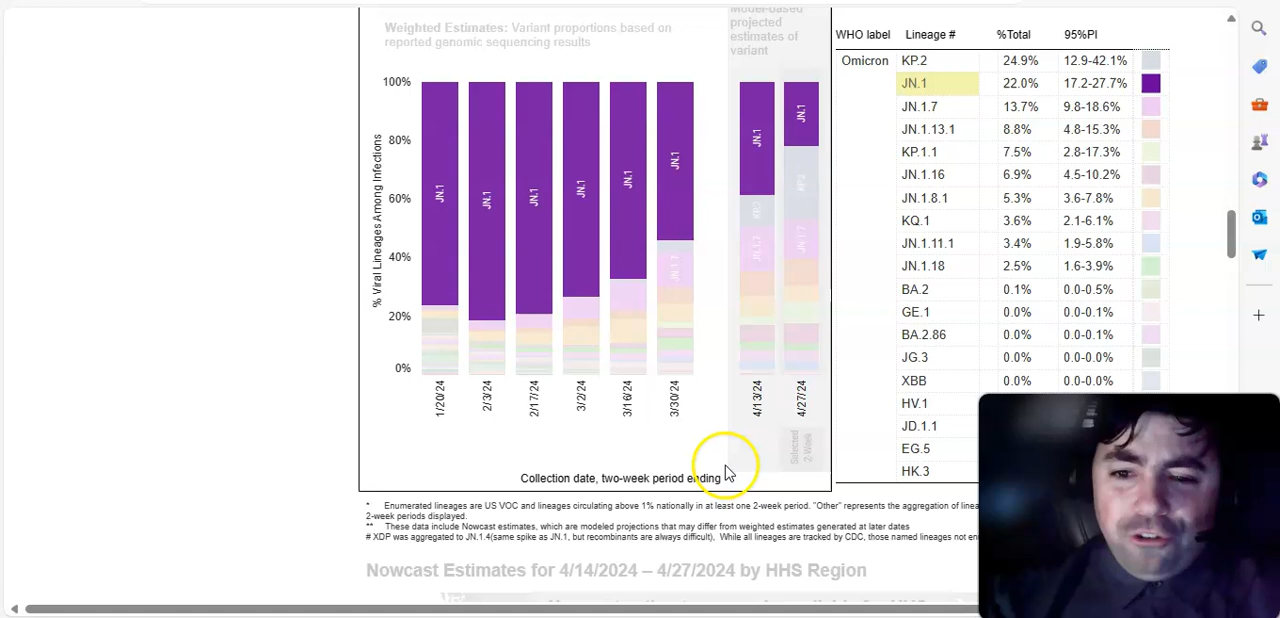 Weighted Estimates: Variant proportions based on
reported genomic sequencing results
Model-based
projected
estimates of
variant
% Viral Lineages Among Infections
100%
80%
60%
40%
20%
0%
JN.1
JN.1
JN.1
JN.1
JN.1
JN.1
JN.1.7
JN.1
KP.2
JN.1.7
JN.1
KP.2
JN.1.7
1/20/24
2/3/24
2/17/24
3/2/24
3/16/24
3/30/24
4/13/24
4/27/24
Selected
2-Week
Collection date, two-week period ending
WHO label Lineage # %Total 95%PI
Omicron KP.2 24.9% 12.9-42.1%
JN.1 22.0% 17.2-27.7%
JN.1.7 13.7% 9.8-18.6%
JN.1.13.1 8.8% 4.8-15.3%
KP.1.1 7.5% 2.8-17.3%
JN.1.16 6.9% 4.5-10.2%
JN.1.8.1 5.3% 3.6-7.8%
KQ.1 3.6% 2.1-6.1%
JN.1.11.1 3.4% 1.9-5.8%
JN.1.18 2.5% 1.6-3.9%
BA.2 0.1% 0.0-0.5%
GE.1 0.0% 0.0-0.1%
BA.2.86 0.0% 0.0-0.1%
JG.3 0.0% 0.0-0.0%
XBB 0.0% 0.0-0.0%
HV.1
JD.1.1
EG.5
HK.3
* Enumerated lineages are US VOC and lineages circulating above 1% nationally in at least one 2-week period. "Other" represents the aggregation of
2-week periods displayed.
** These data include Nowcast estimates, which are modeled projections that may differ from weighted estimates generated at later dates
# XDP was aggregated to JN.1.4(same spike as JN.1, but recombinants are always difficult), While all lineages are tracked by CDC, those named lineages not
Nowcast Estimates for 4/14/2024 – 4/27/2024 by HHS Region